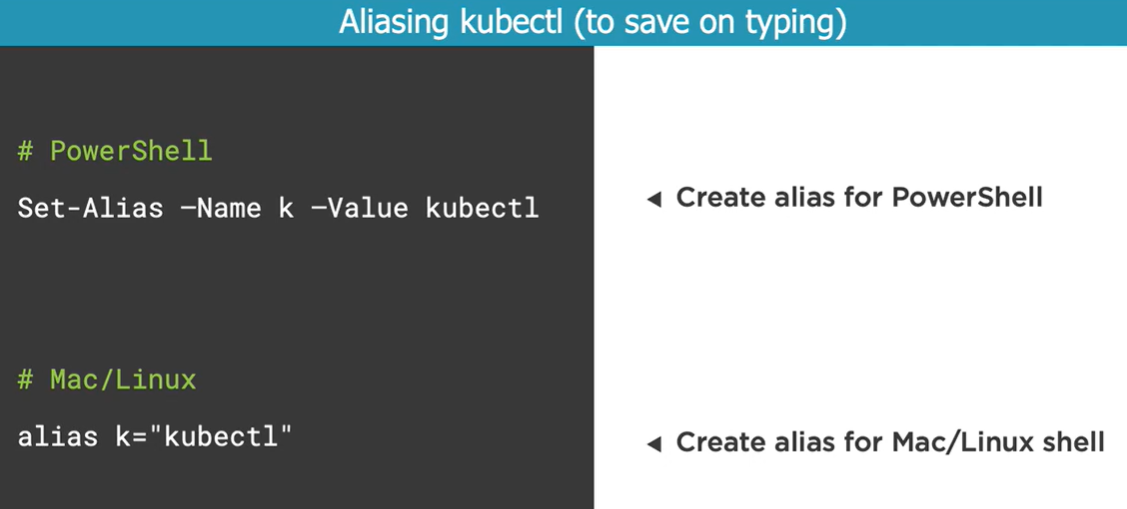 Aliasing kubectl (to save on typing)
# PowerShell
Set-Alias –Name k –Value kubectl
◄ Create alias for PowerShell
# Mac/Linux
alias k="kubectl"
◄ Create alias for Mac/Linux shell